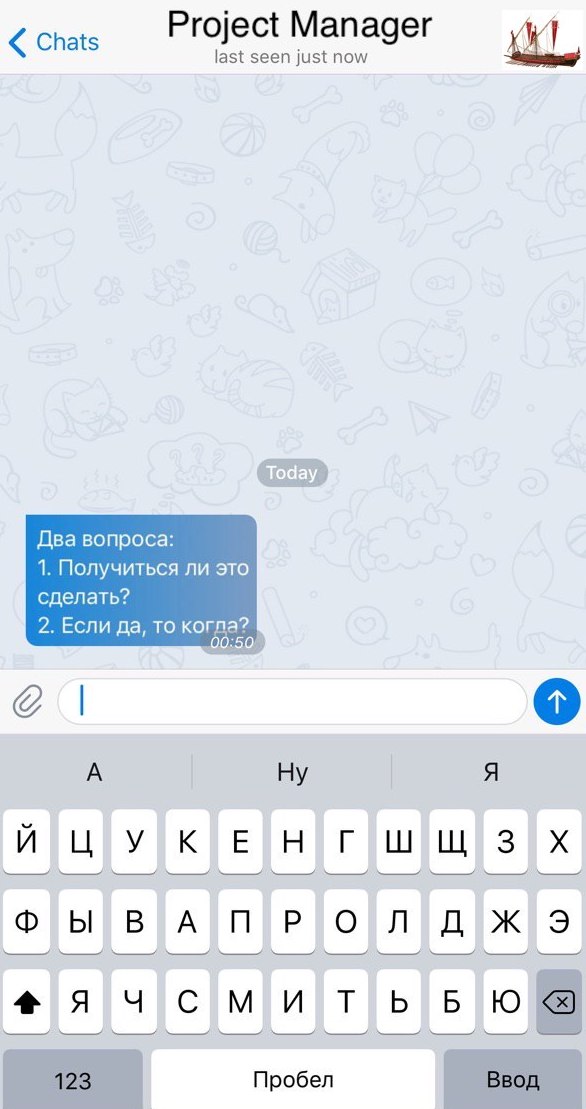 Chats
Project Manager
last seen just now
Today
Два вопроса:
1. Получиться ли это
сделать?
2. Если да, то когда?
00:50
А Ну Я
Й Ц У К Е Н Г Ш Щ З Х
Ф Ы В А П Р О Л Д Ж Э
Я Ч С М И Т Ь Б Ю
123 Пробел Ввод